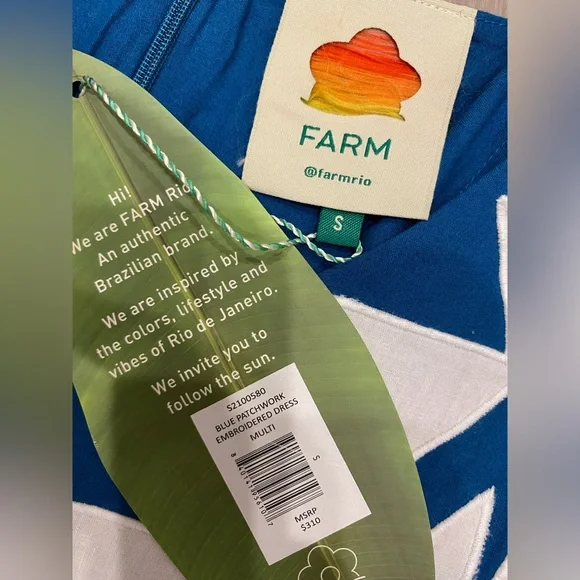 FARM
@farmrio
S
Hi!
We are FARM Rio
An authentic
Brazilian brand.
We are inspired by
the colors, lifestyle and
vibes of Rio de Janeiro.
We invite you to
follow the sun.
S2100580
BLUE PATCHWORK
EMBROIDERED DRESS
MULTI
S
MSRP
$310